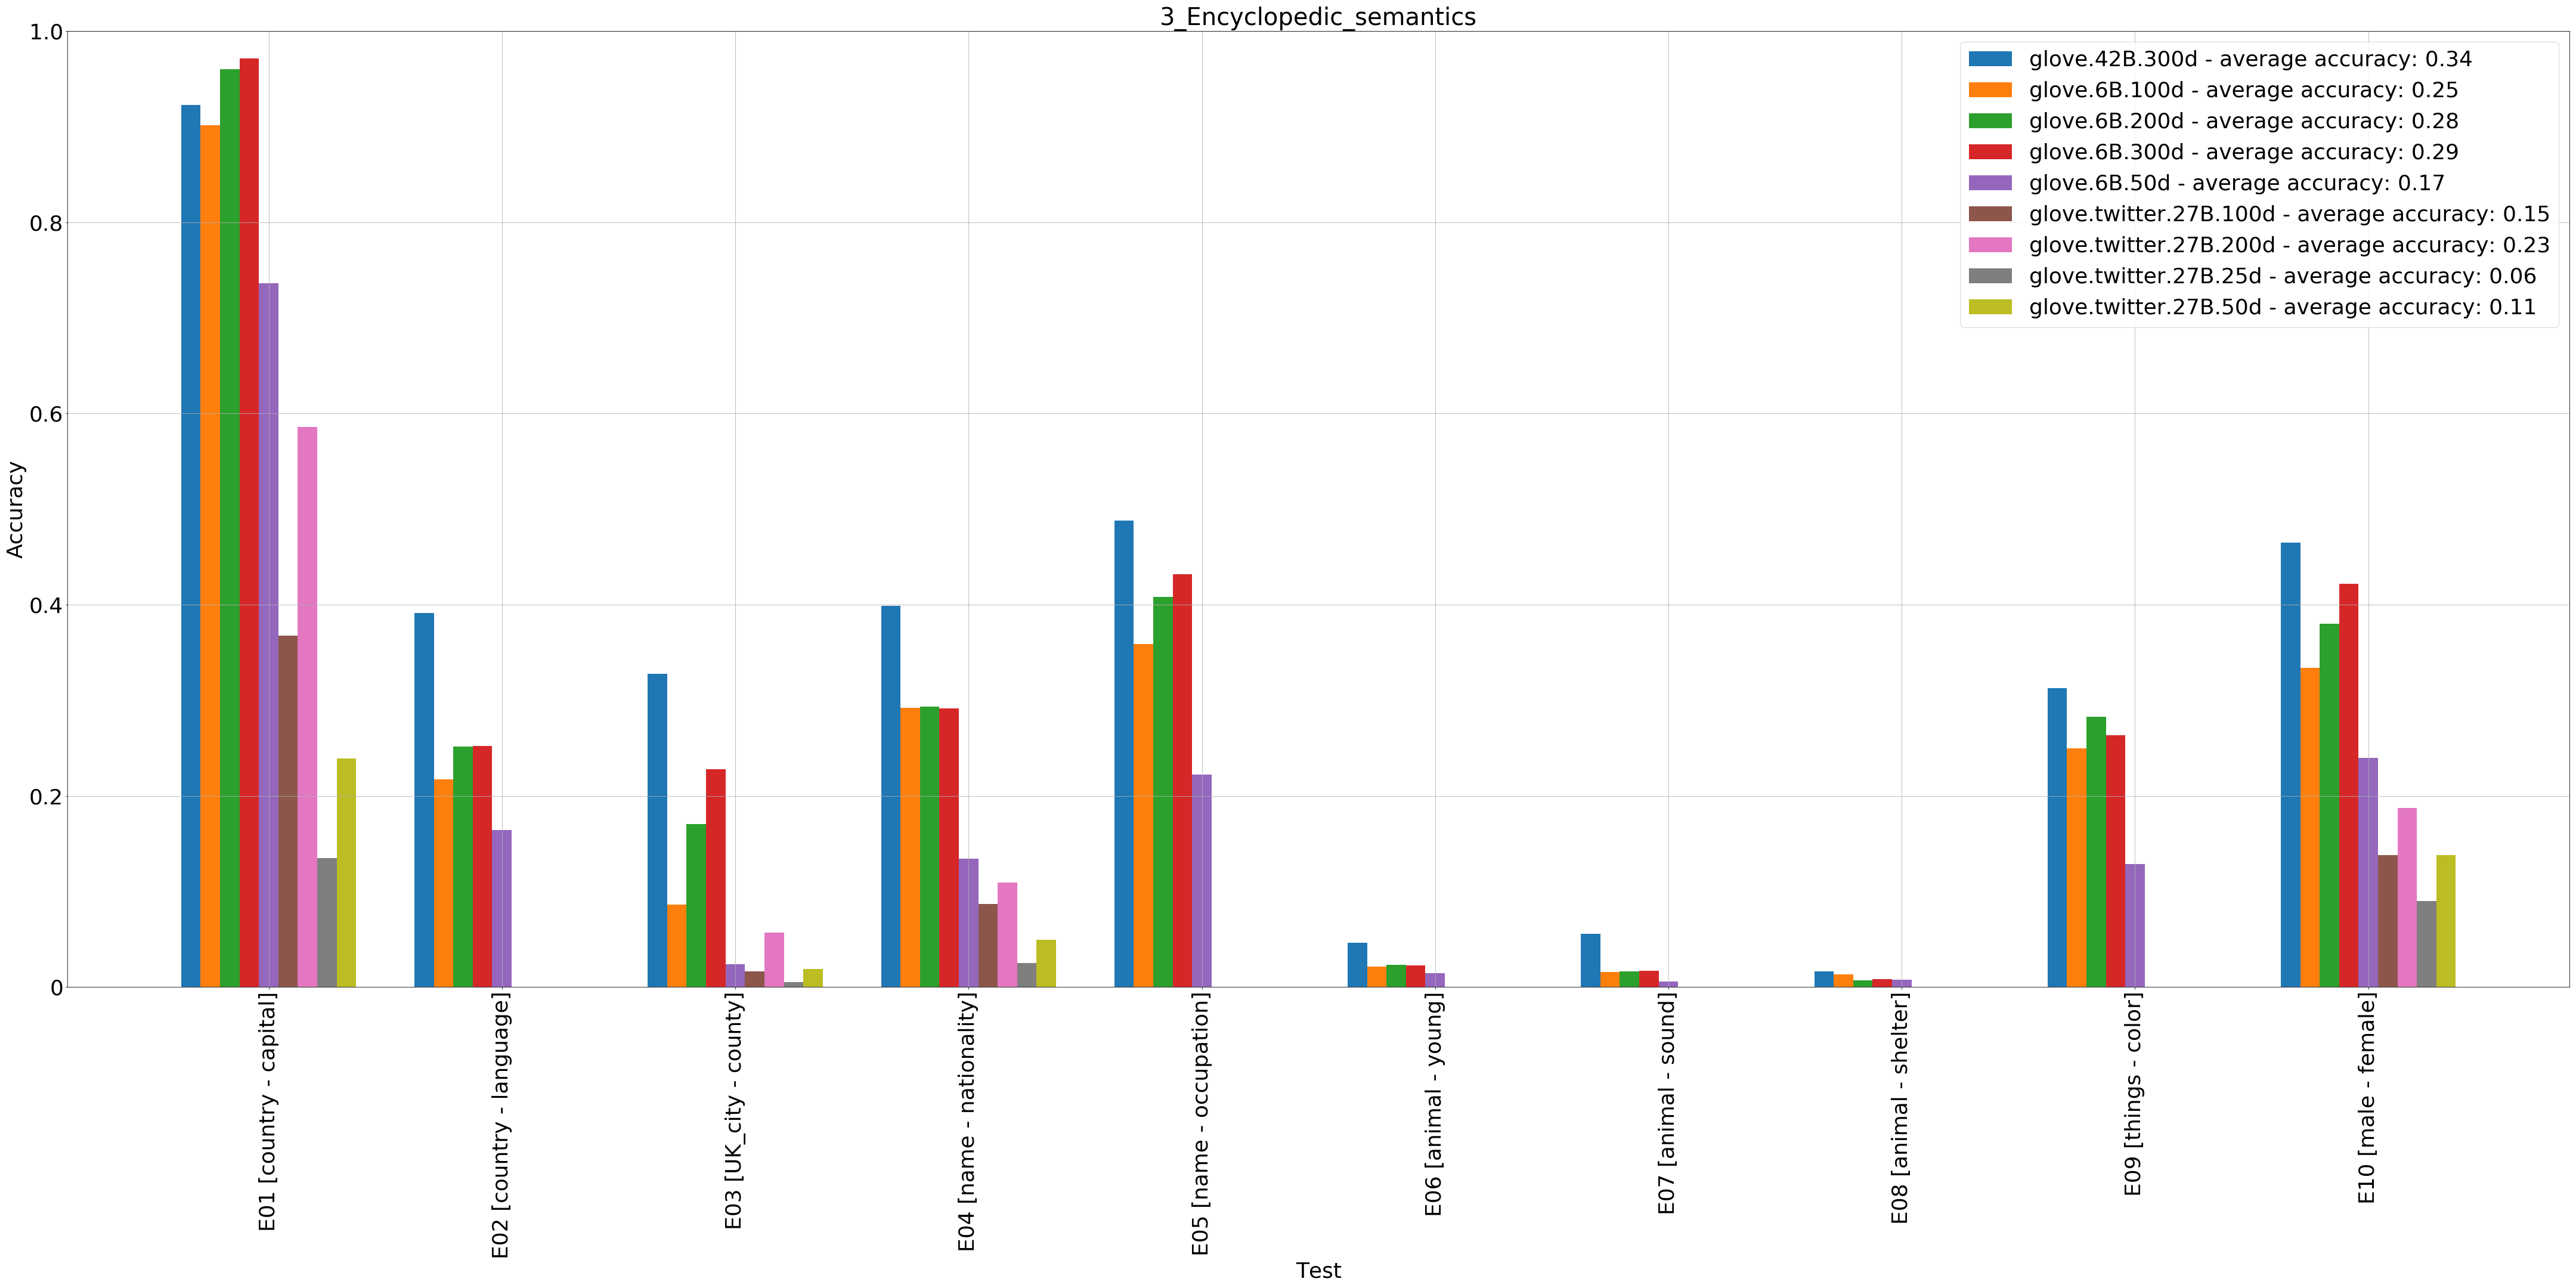 3_Encyclopedic_semantics
1.0
0.8
0.6
0.4
0.2
0
Accuracy
glove.42B.300d - average accuracy: 0.34
glove.6B.100d - average accuracy: 0.25
glove.6B.200d - average accuracy: 0.28
glove.6B.300d - average accuracy: 0.29
glove.6B.50d - average accuracy: 0.17
glove.twitter.27B.100d - average accuracy: 0.15
glove.twitter.27B.200d - average accuracy: 0.23
glove.twitter.27B.25d - average accuracy: 0.06
glove.twitter.27B.50d - average accuracy: 0.11
E01 [country - capital]
E02 [country - language]
E03 [UK_city - county]
E04 [name - nationality]
E05 [name - occupation]
E06 [animal - young]
E07 [animal - sound]
E08 [animal - shelter]
E09 [things - color]
E10 [male - female]
Test